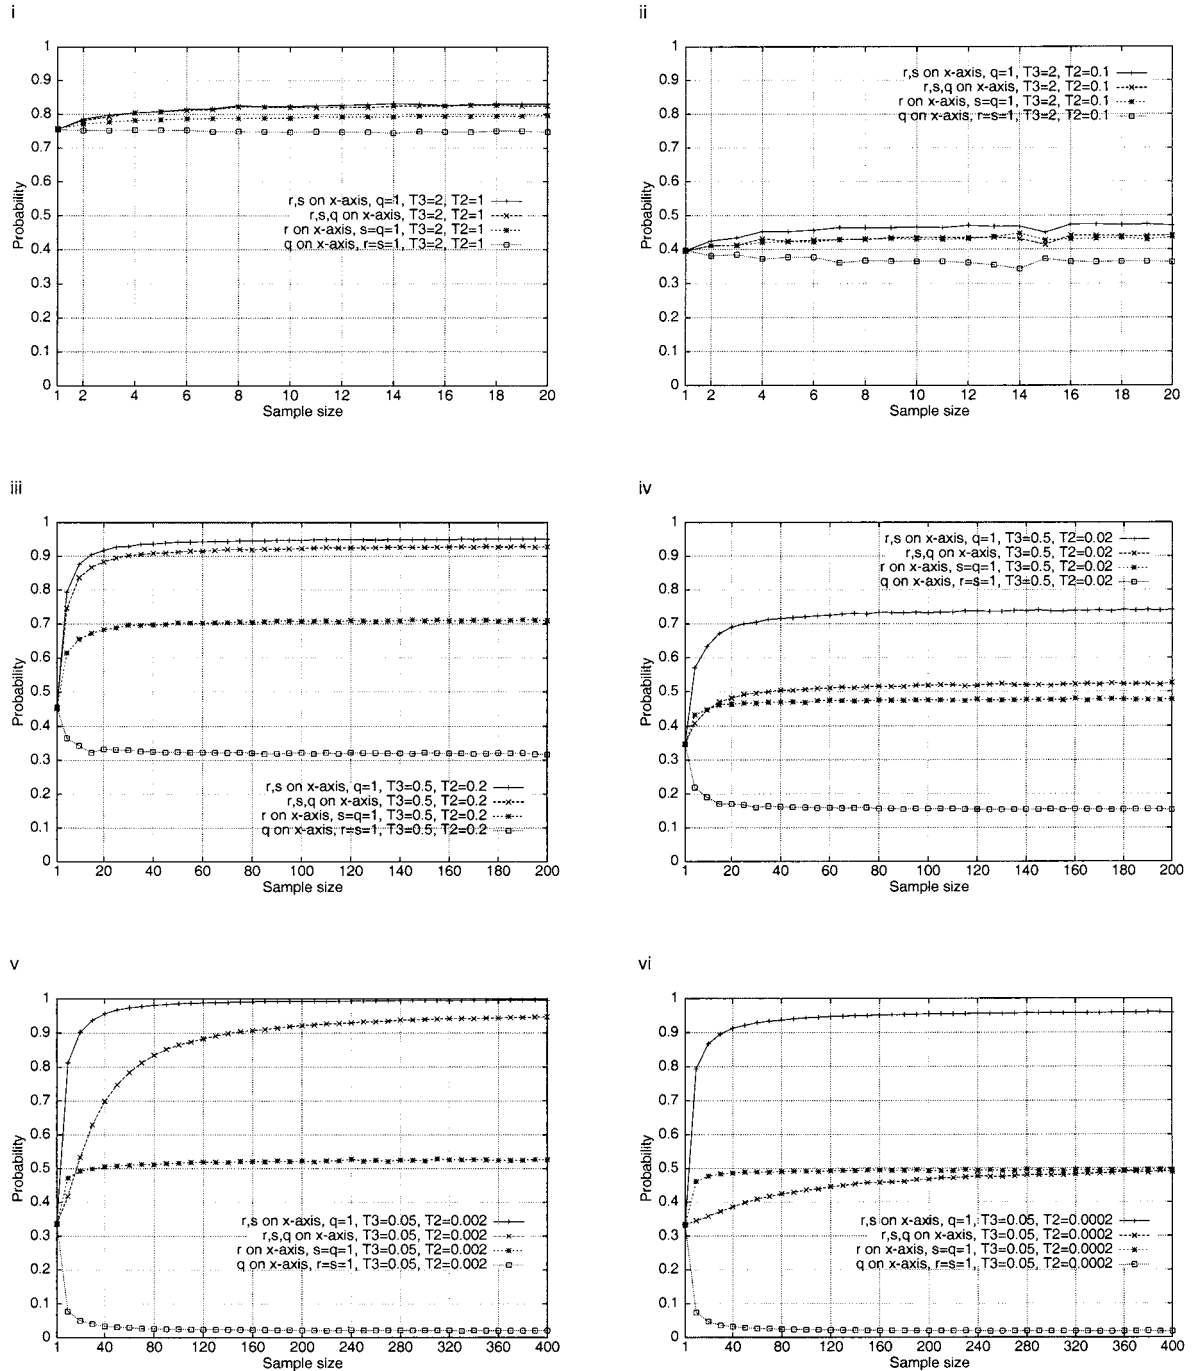 i
1
0.9
0.8
0.7
0.6
0.5
0.4
0.3
0.2
0.1
0
Probability
r,s on x-axis, q=1, T3=2, T2=1
r,s,q on x-axis, T3=2, T2=1
r on x-axis, s=q=1, T3=2, T2=1
q on x-axis, r=s=1, T3=2, T2=1
1 2 4 6 8 10 12 14 16 18 20
Sample size
ii
1
0.9
0.8
0.7
0.6
0.5
0.4
0.3
0.2
0.1
0
Probability
r,s on x-axis, q=1, T3=2, T2=0.1
r,s,q on x-axis, T3=2, T2=0.1
r on x-axis, s=q=1, T3=2, T2=0.1
q on x-axis, r=s=1, T3=2, T2=0.1
1 2 4 6 8 10 12 14 16 18 20
Sample size
iii
1
0.9
0.8
0.7
0.6
0.5
0.4
0.3
0.2
0.1
0
Probability
r,s on x-axis, q=1, T3=0.5, T2=0.2
r,s,q on x-axis, T3=0.5, T2=0.2
r on x-axis, s=q=1, T3=0.5, T2=0.2
q on x-axis, r=s=1, T3=0.5, T2=0.2
1 20 40 60 80 100 120 140 160 180 200
Sample size
iv
1
0.9
0.8
0.7
0.6
0.5
0.4
0.3
0.2
0.1
0
Probability
r,s on x-axis, q=1, T3=0.5, T2=0.02
r,s,q on x-axis, T3=0.5, T2=0.02
r on x-axis, s=q=1, T3=0.5, T2=0.02
q on x-axis, r=s=1, T3=0.5, T2=0.02
1 20 40 60 80 100 120 140 160 180 200
Sample size
v
1
0.9
0.8
0.7
0.6
0.5
0.4
0.3
0.2
0.1
0
Probability
r,s on x-axis, q=1, T3=0.05, T2=0.002
r,s,q on x-axis, T3=0.05, T2=0.002
r on x-axis, s=q=1, T3=0.05, T2=0.002
q on x-axis, r=s=1, T3=0.05, T2=0.002
1 40 80 120 160 200 240 280 320 360 400
Sample size
vi
1
0.9
0.8
0.7
0.6
0.5
0.4
0.3
0.2
0.1
0
Probability
r,s on x-axis, q=1, T3=0.05, T2=0.0002
r,s,q on x-axis, T3=0.05, T2=0.0002
r on x-axis, s=q=1, T3=0.05, T2=0.0002
q on x-axis, r=s=1, T3=0.05, T2=0.0002
1 40 80 120 160 200 240 280 320 360 400
Sample size